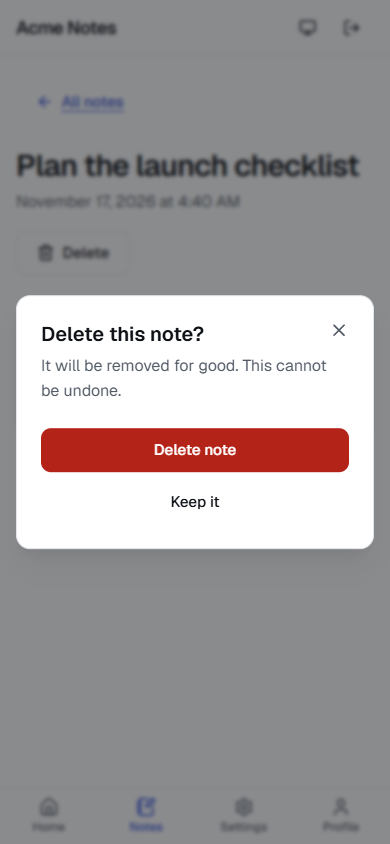 Acme Notes
All notes
Plan the launch checklist
November 17, 2026 at 4:40 AM
Delete
Delete this note?
It will be removed for good. This cannot
be undone.
Delete note
Keep it
Home
Notes
Settings
Profile